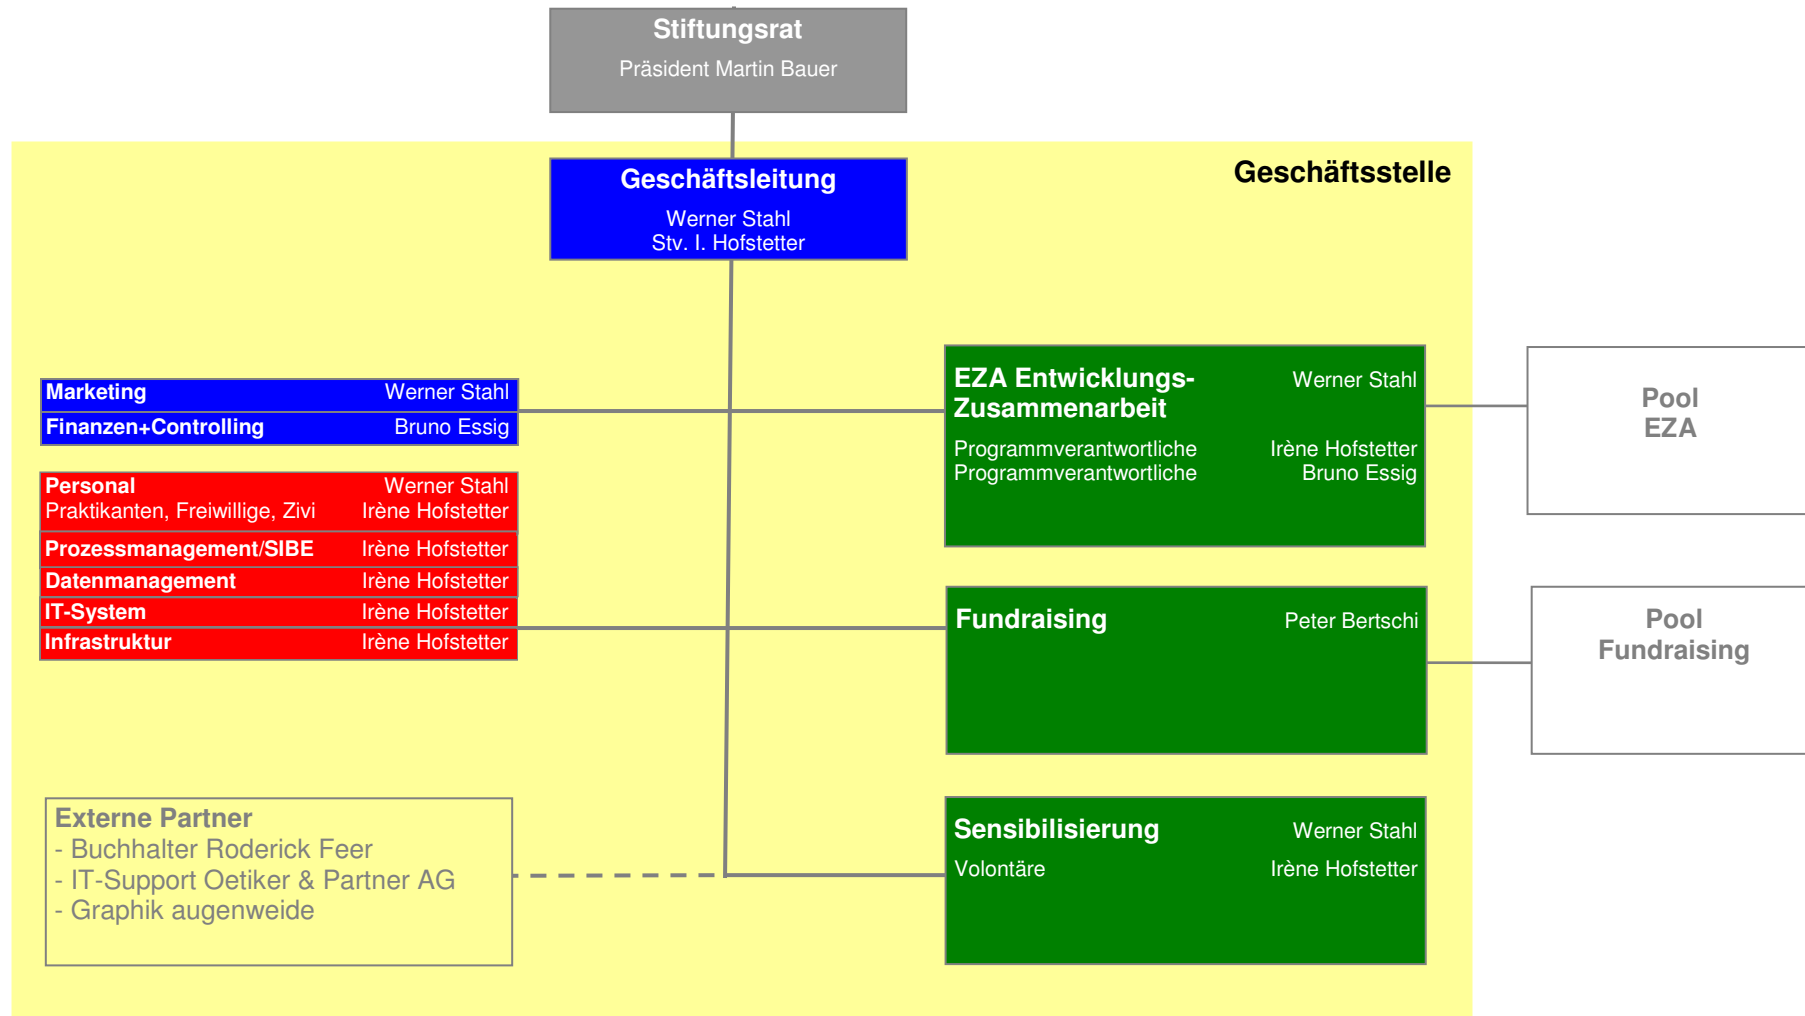 Stiftungsrat
Präsident Martin Bauer
Geschäftsstelle
Geschäftsleitung
Werner Stahl
Stv. I. Hofstetter
Marketing Werner Stahl
Finanzen+Controlling Bruno Essig
Personal Werner Stahl
Praktikanten, Freiwillige, Zivi Irène Hofstetter
Prozessmanagement/SIBE Irène Hofstetter
Datenmanagement Irène Hofstetter
IT-System Irène Hofstetter
Infrastruktur Irène Hofstetter
Externe Partner
- Buchhalter Roderick Feer
- IT-Support Oetiker & Partner AG
- Graphik augenweide
EZA Entwicklungs- Werner Stahl
Zusammenarbeit
Programmverantwortliche Irène Hofstetter
Programmverantwortliche Bruno Essig
Fundraising Peter Bertschi
Sensibilisierung Werner Stahl
Volontäre Irène Hofstetter
Pool
EZA
Pool
Fundraising